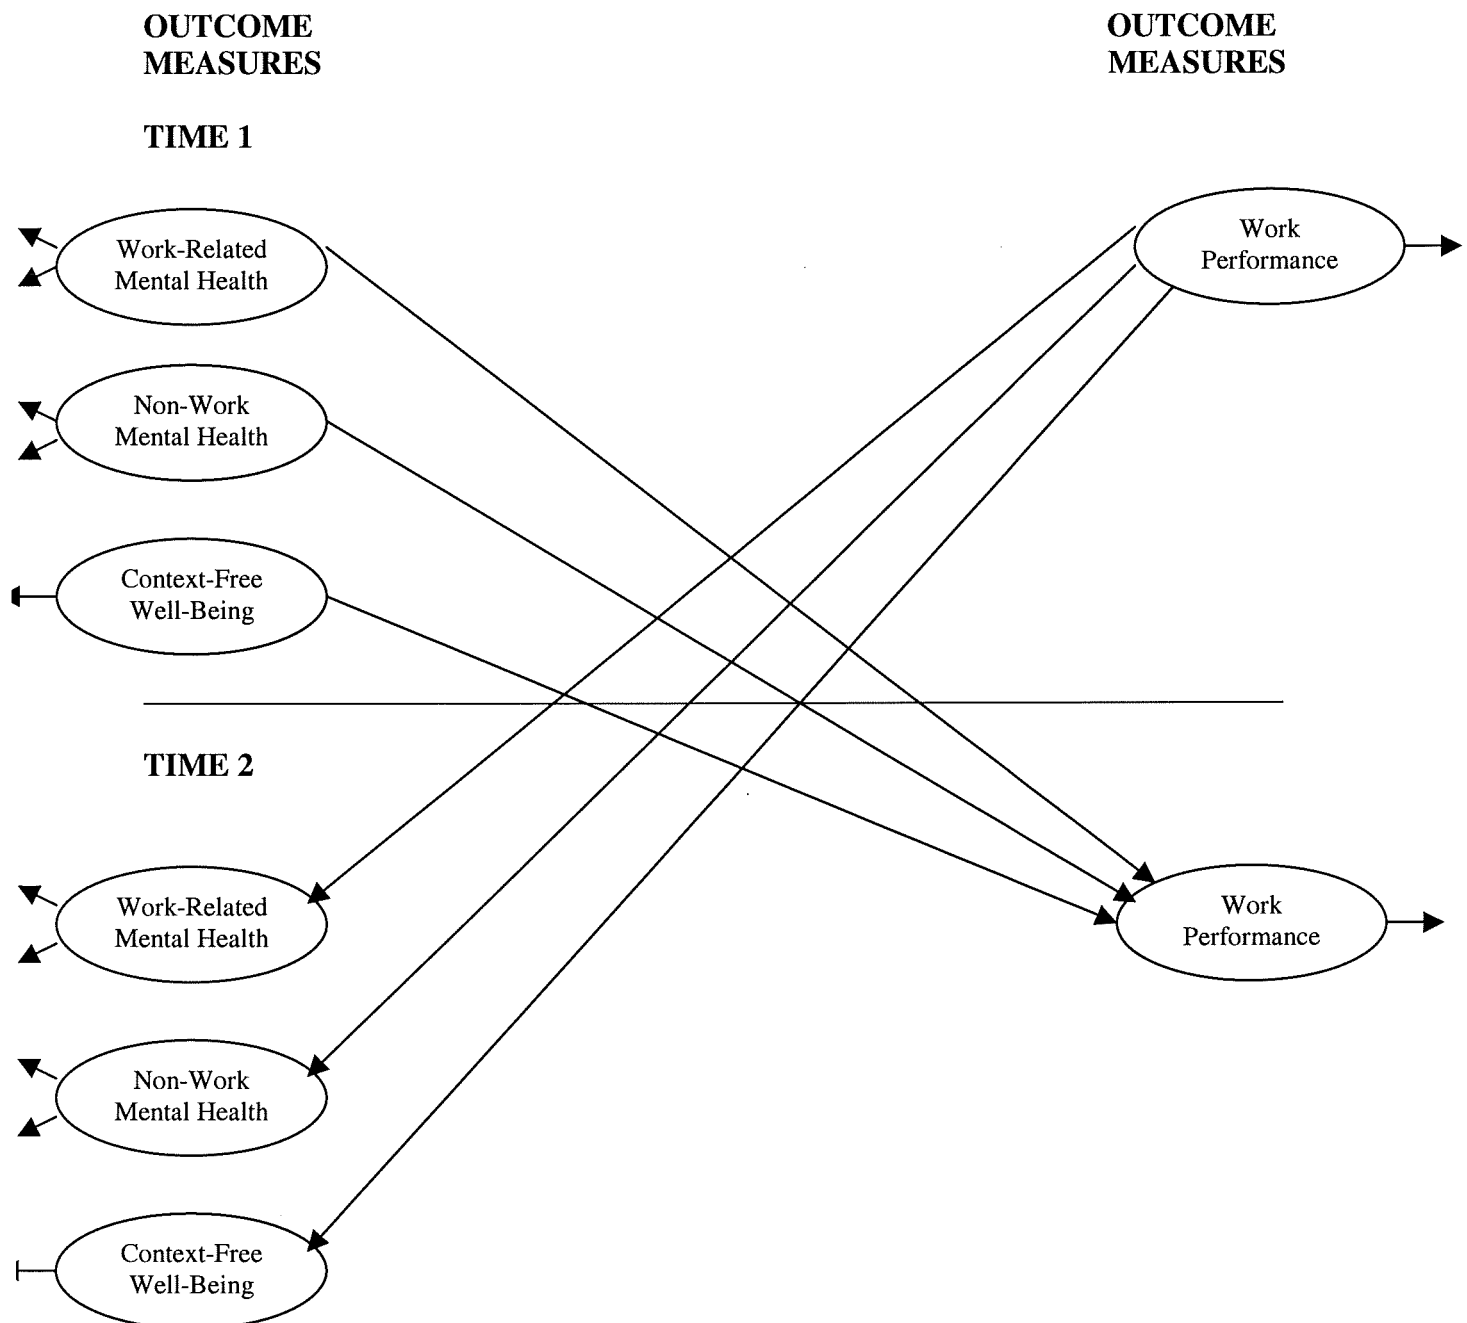 OUTCOME
MEASURES
OUTCOME
MEASURES
TIME 1
Work-Related
Mental Health
Work
Performance
Non-Work
Mental Health
Context-Free
Well-Being
TIME 2
Work-Related
Mental Health
Work
Performance
Non-Work
Mental Health
Context-Free
Well-Being